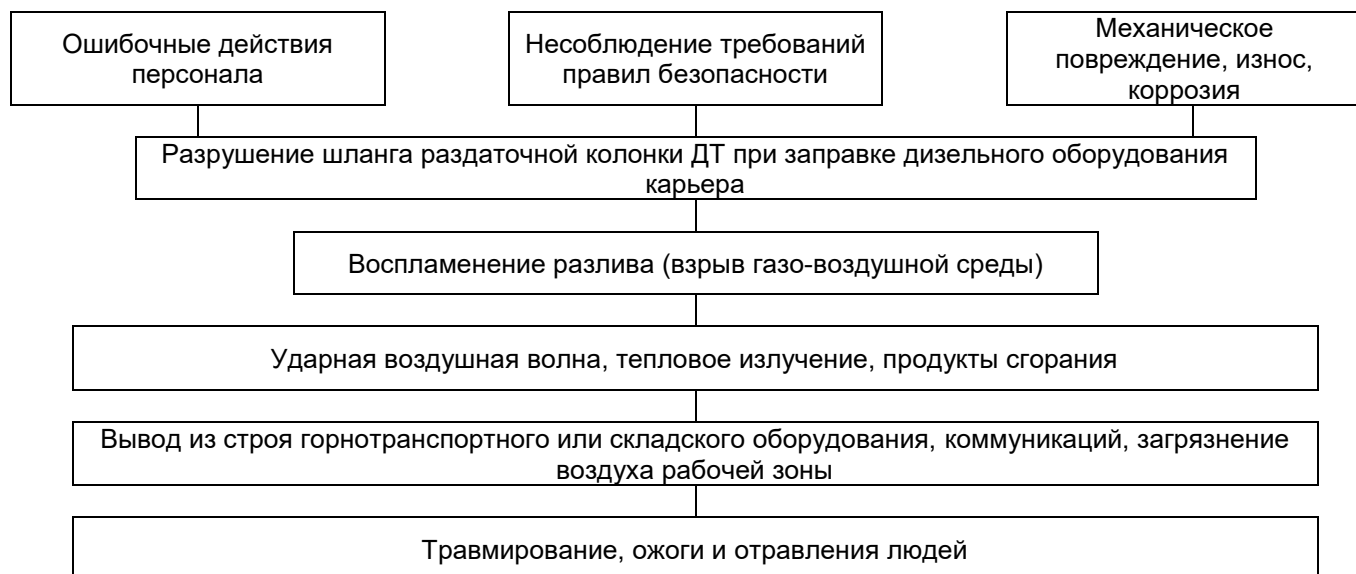 Ошибочные действия
персонала
Несоблюдение требований
правил безопасности
Механическое
повреждение, износ,
коррозия
Разрушение шланга раздаточной колонки ДТ при заправке дизельного оборудования
карьера
Воспламенение разлива (взрыв газо-воздушной среды)
Ударная воздушная волна, тепловое излучение, продукты сгорания
Вывод из строя горнотранспортного или складского оборудования, коммуникаций, загрязнение
воздуха рабочей зоны
Травмирование, ожоги и отравления людей